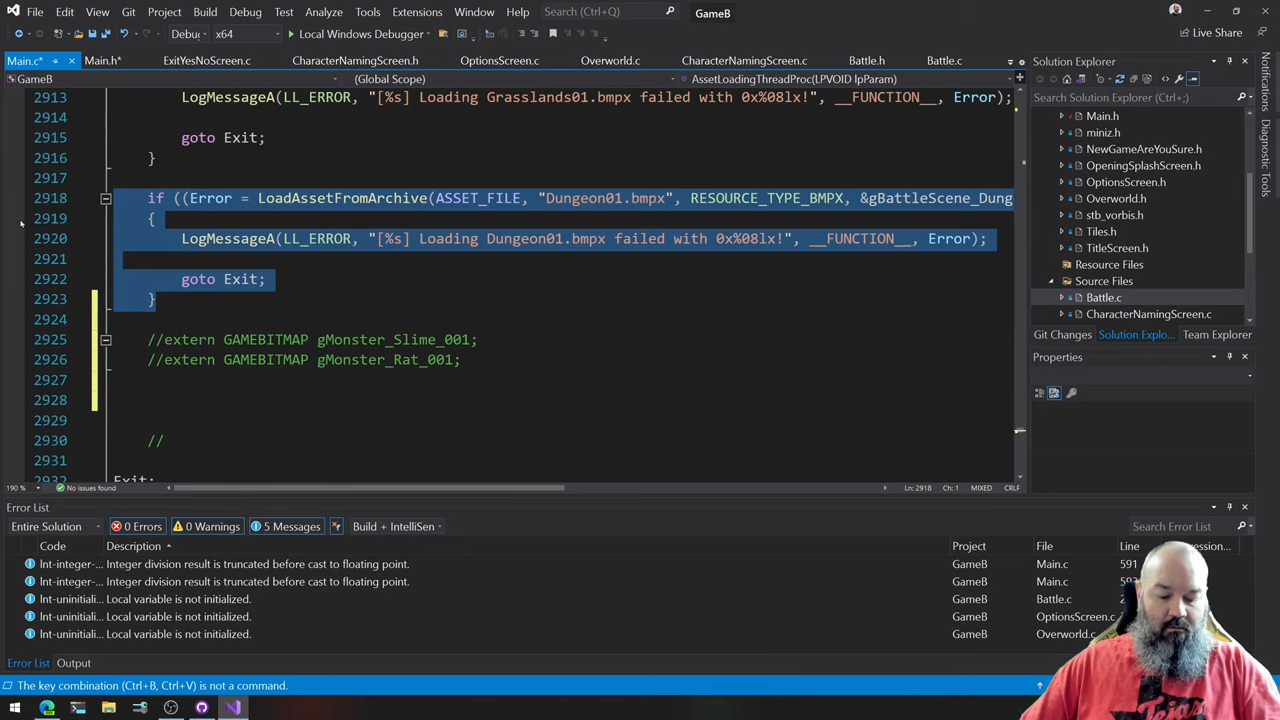 File Edit View Git Project Build Debug Test Analyze Tools Extensions Window Help Search (Ctrl+Q) GameB
Debug x64 Local Windows Debugger Live Share
Main.c* Main.h* ExitYesNoScreen.c CharacterNamingScreen.c OptionsScreen.c Overworld.c Battle.h Battle.c Solution Explorer
GameB (Global Scope) AssetLoadingThreadProc(LPVOID lpParam)
Search Solution Explorer (Ctrl+;)
2913 LogMessageA(LL_ERROR, "[%s] Loading Grasslands01.bmpx failed with 0x%08lx!", __FUNCTION__, Error);
2914
2915 goto Exit;
2916 }
2917
2918 if ((Error = LoadAssetFromArchive(ASSET_FILE, "Dungeon01.bmpx", RESOURCE_TYPE_BMPX, &gBattleScene_Dung
2919 {
2920 LogMessageA(LL_ERROR, "[%s] Loading Dungeon01.bmpx failed with 0x%08lx!", __FUNCTION__, Error);
2921
2922 goto Exit;
2923 }
2924
2925 //extern GAMEBITMAP gMonster_Slime_001;
2926 //extern GAMEBITMAP gMonster_Rat_001;
2927
2928
2929
2930 //
2931
2932 Exit:
190 % No issues found Ln: 2918 Ch: 1 MIXED CRLF
Main.h
miniz.h
NewGameAreYouSure.h
OpeningSplashScreen.h
OptionsScreen.h
Overworld.h
stb_vorbis.h
Tiles.h
TitleScreen.h
Resource Files
Source Files
Battle.c
CharacterNamingScreen.c
Git Changes Solution Explo... Team Explorer
Properties
Notifications
Diagnostic Tools
Error List
Entire Solution 0 Errors 0 Warnings 5 Messages Build + IntelliSen Search Error List
Code Description Project File Line
Int-integer-... Integer division result is truncated before cast to floating point. GameB Main.c 591
Int-integer-... Integer division result is truncated before cast to floating point. GameB Main.c
Int-uninitiali... Local variable is not initialized. GameB Battle.c
Int-uninitiali... Local variable is not initialized. GameB OptionsScreen.c
Int-uninitiali... Local variable is not initialized. GameB Overworld.c
Error List Output
The key combination (Ctrl+B, Ctrl+V) is not a command.